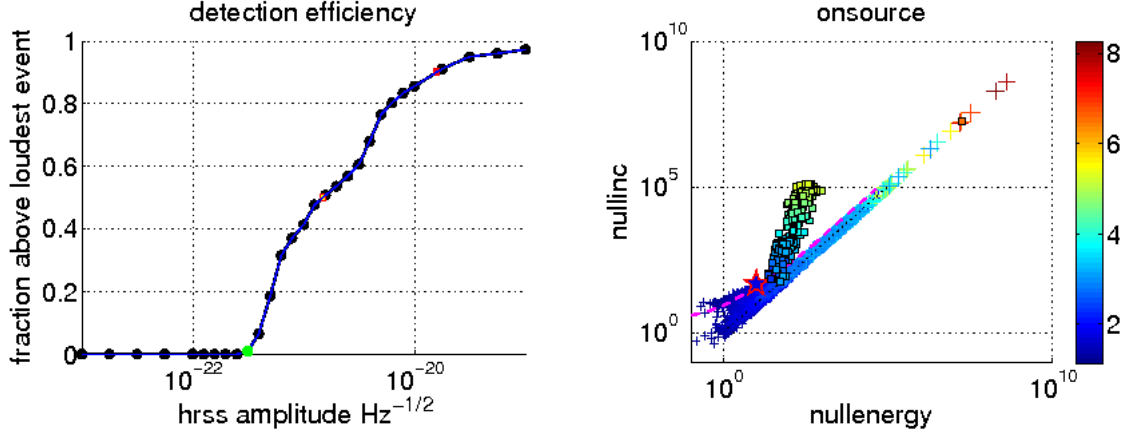 detection efficiency
fraction above loudest event
1
0.8
0.6
0.4
0.2
0
10^-22
10^-20
hrss amplitude Hz^-1/2
onsource
nullinc
10^10
10^5
10^0
10^0
10^10
nullenergy
8
6
4
2